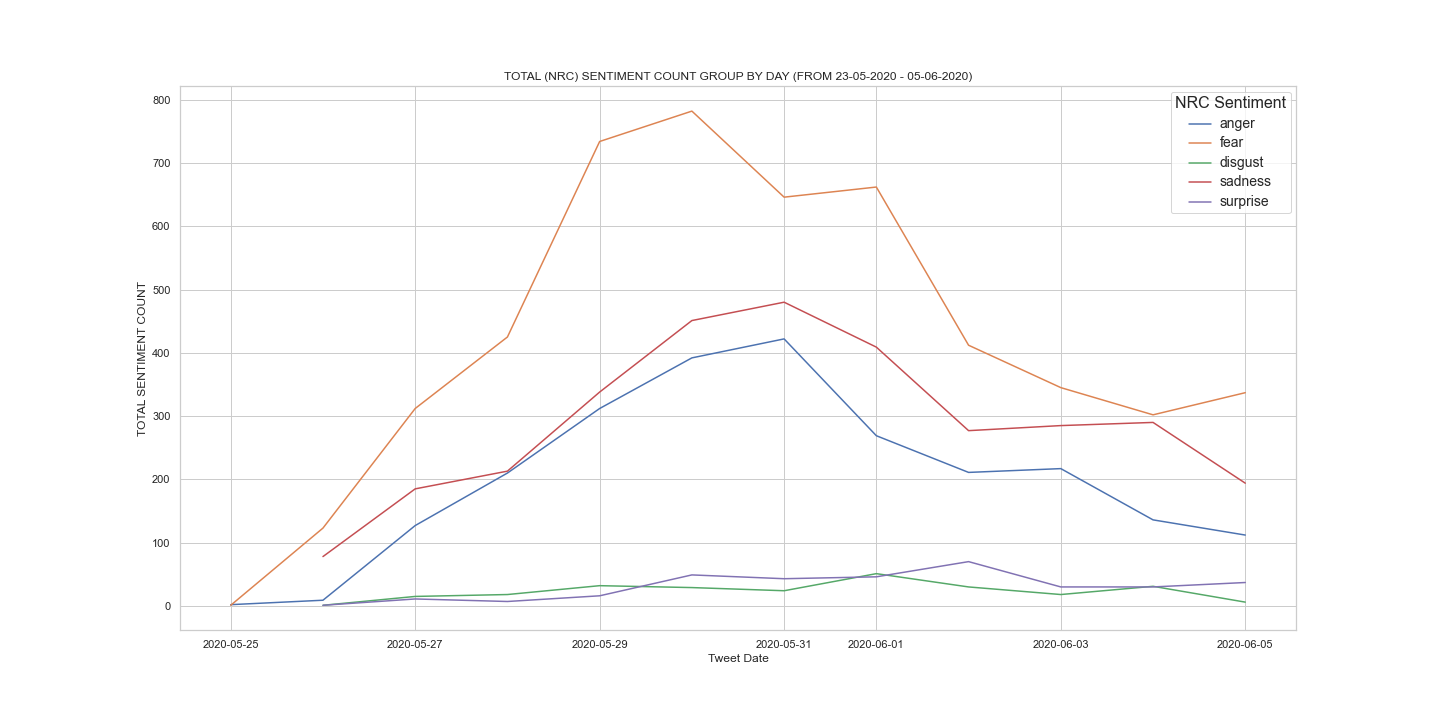 TOTAL (NRC) SENTIMENT COUNT GROUP BY DAY (FROM 23-05-2020 - 05-06-2020)
NRC Sentiment
anger
fear
disgust
sadness
surprise
TOTAL SENTIMENT COUNT
800
700
600
500
400
300
200
100
0
2020-05-25 2020-05-27 2020-05-29 2020-05-31 2020-06-01 2020-06-03 2020-06-05
Tweet Date